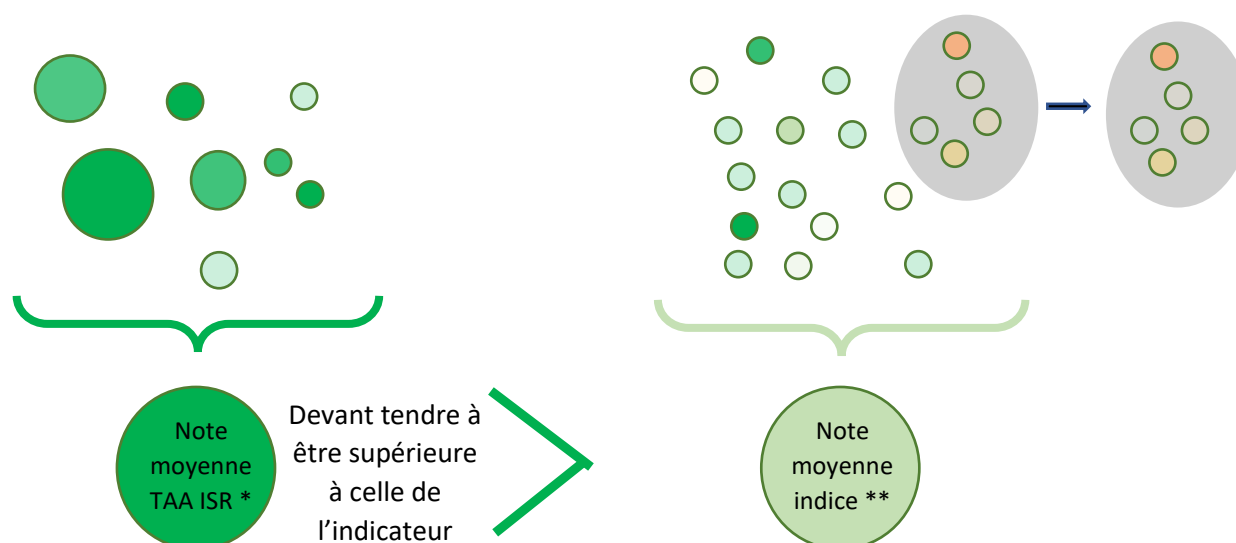 Note
moyenne
TAA ISR *
Devant tendre à
être supérieure
à celle de
l’indicateur
Note
moyenne
indice **